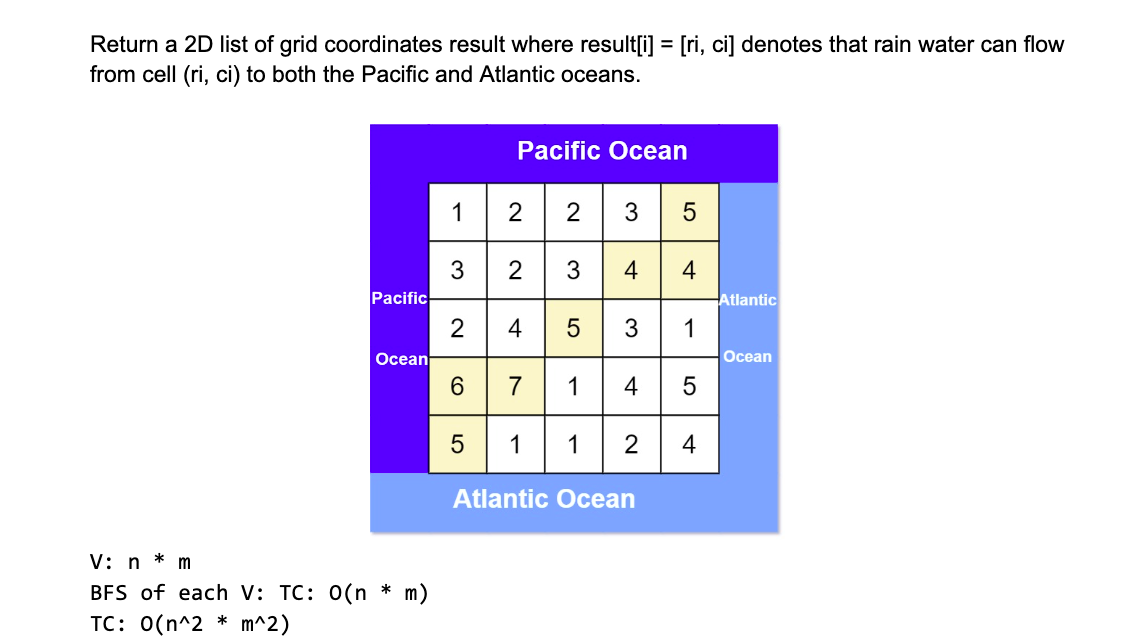 Return a 2D list of grid coordinates result where result[i] = [ri, ci] denotes that rain water can flow
from cell (ri, ci) to both the Pacific and Atlantic oceans.
Pacific Ocean
1 2 2 3 5
3 2 3 4 4
Pacific
Atlantic
2 4 5 3 1
Ocean
Ocean
6 7 1 4 5
5 1 1 2 4
Atlantic Ocean
V: n * m
BFS of each V: TC: O(n * m)
TC: O(n^2 * m^2)